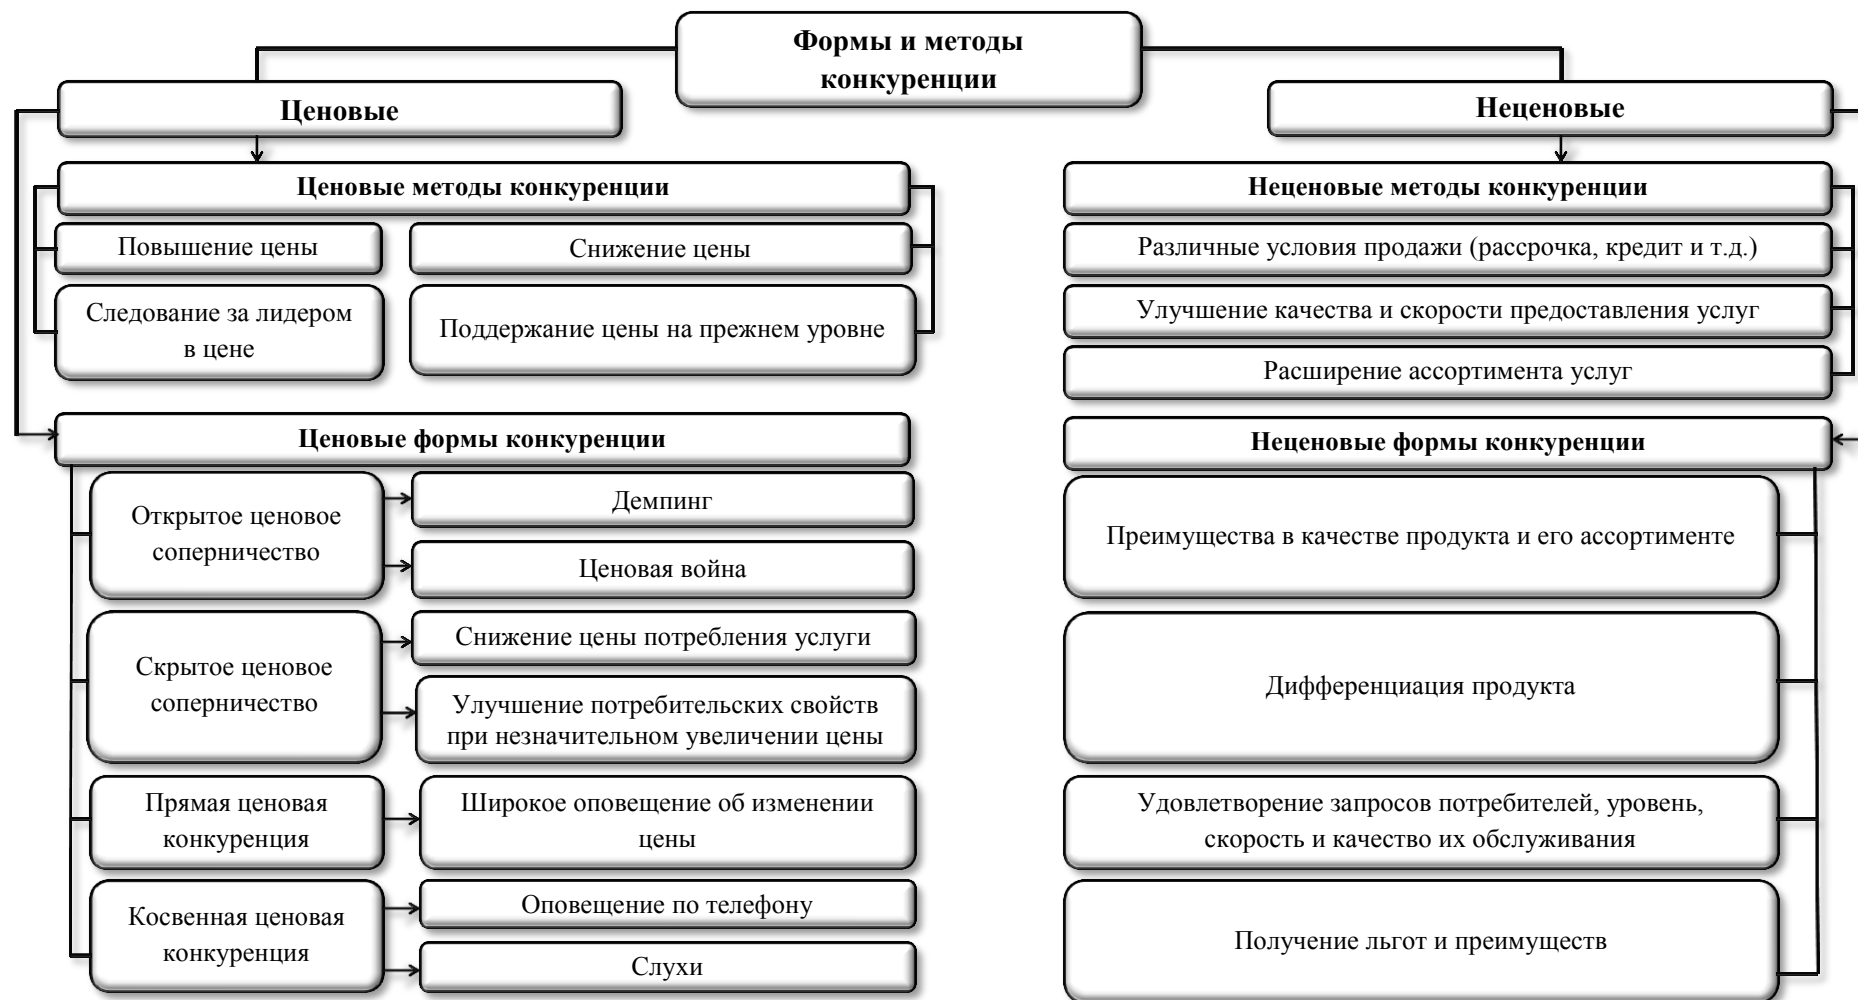 Формы и методы
конкуренции
Ценовые
Неценовые
Ценовые методы конкуренции
Повышение цены
Снижение цены
Следование за лидером
в цене
Поддержание цены на прежнем уровне
Ценовые формы конкуренции
Открытое ценовое
соперничество
Демпинг
Ценовая война
Скрытое ценовое
соперничество
Снижение цены потребления услуги
Улучшение потребительских свойств
при незначительном увеличении цены
Прямая ценовая
конкуренция
Широкое оповещение об изменении
цены
Косвенная ценовая
конкуренция
Оповещение по телефону
Слухи
Неценовые методы конкуренции
Различные условия продажи (рассрочка, кредит и т.д.)
Улучшение качества и скорости предоставления услуг
Расширение ассортимента услуг
Неценовые формы конкуренции
Преимущества в качестве продукта и его ассортименте
Дифференциация продукта
Удовлетворение запросов потребителей, уровень,
скорость и качество их обслуживания
Получение льгот и преимуществ